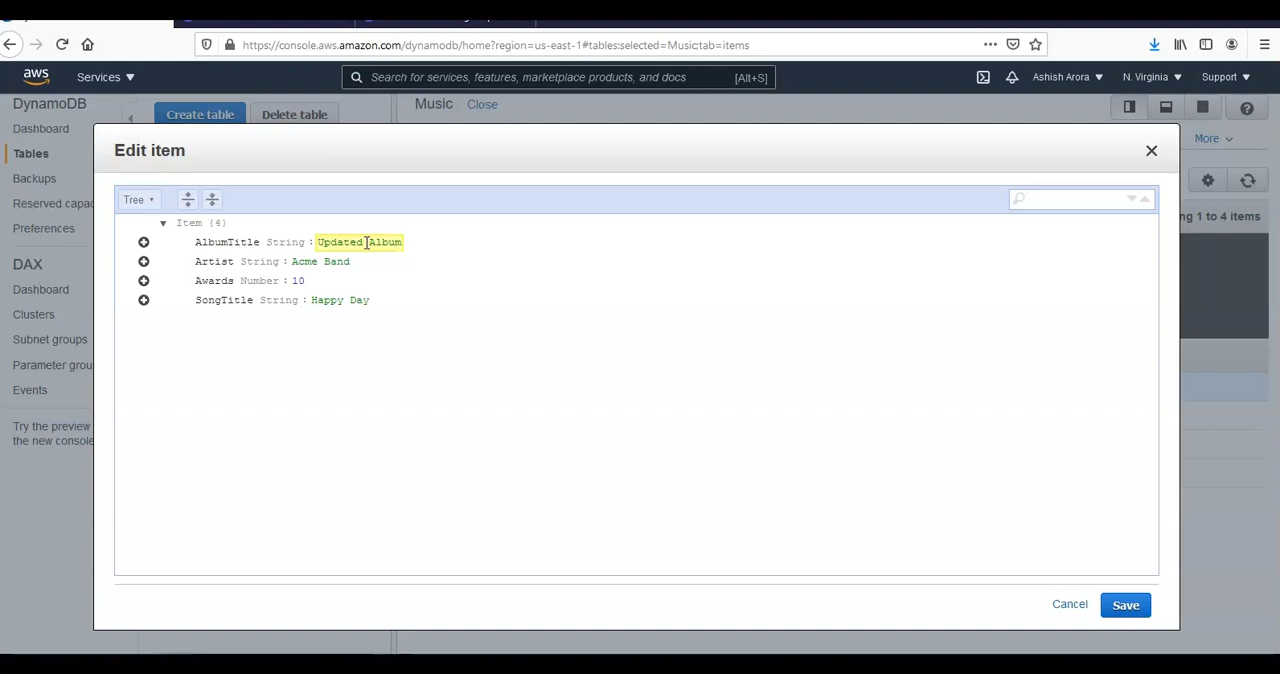 https://console.aws.amazon.com/dynamodb/home?region=us-east-1#tables:selected=Music;tab=items
aws
Services
Search for services, features, marketplace products, and docs
[Alt+S]
Ashish Arora
N. Virginia
Support
DynamoDB
Dashboard
Tables
Backups
Reserved capac
Preferences
DAX
Dashboard
Clusters
Subnet groups
Parameter grou
Events
Try the preview
the new console
Create table
Delete table
Music
Close
More
ng 1 to 4 items
Edit item
Tree
Item {4}
AlbumTitle String : Updated Album
Artist String : Acme Band
Awards Number : 10
SongTitle String : Happy Day
Cancel
Save